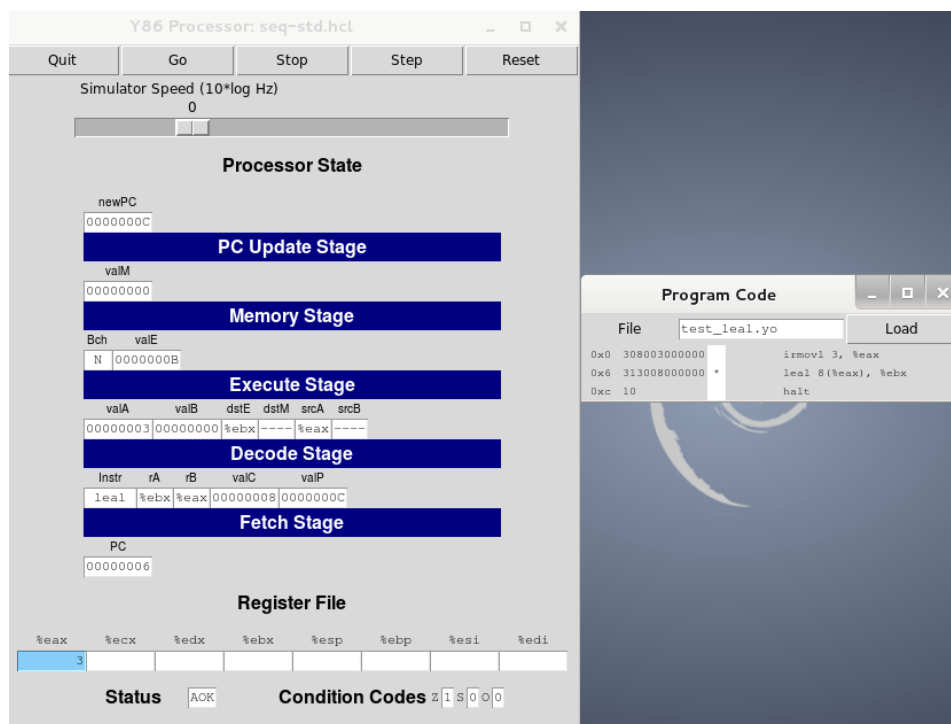 Y86 Processor: seq-std.hcl
Quit Go Stop Step Reset
Simulator Speed (10*log Hz)
0
Processor State
newPC
0000000C
PC Update Stage
valM
00000000
Memory Stage
Bch valE
N 0000000B
Execute Stage
valA valB dstE dstM srcA srcB
00000003 00000000 %ebx ---- %eax ----
Decode Stage
Instr rA rB valC valP
leal %ebx %eax 00000008 0000000C
Fetch Stage
PC
00000006
Register File
%eax %ecx %edx %ebx %esp %ebp %esi %edi
3
Status AOK Condition Codes Z 1 S 0 O 0
Program Code
File test_leal.yo Load
0x0 308003000000 irmovl 3, %eax
0x6 313008000000 * leal 8(%eax), %ebx
0xc 10 halt